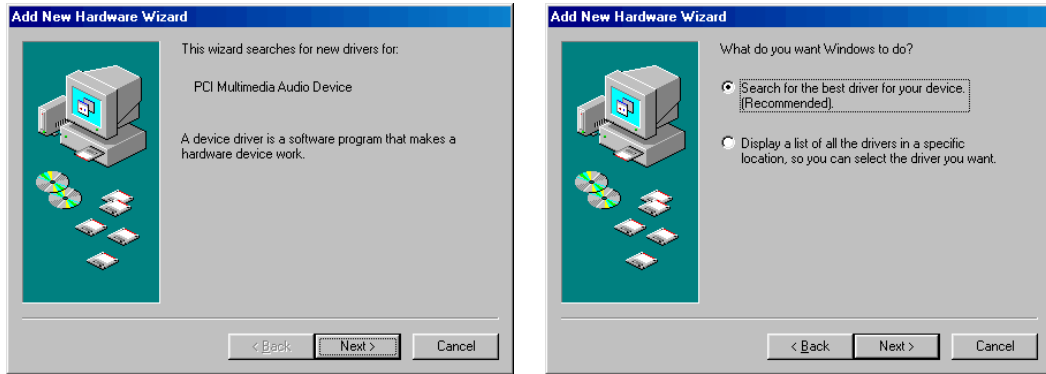 Add New Hardware Wizard
This wizard searches for new drivers for:
PCI Multimedia Audio Device
A device driver is a software program that makes a
hardware device work.
< Back
Next >
Cancel
Add New Hardware Wizard
What do you want Windows to do?
Search for the best driver for your device.
(Recommended).
Display a list of all the drivers in a specific
location, so you can select the driver you want.
< Back
Next >
Cancel